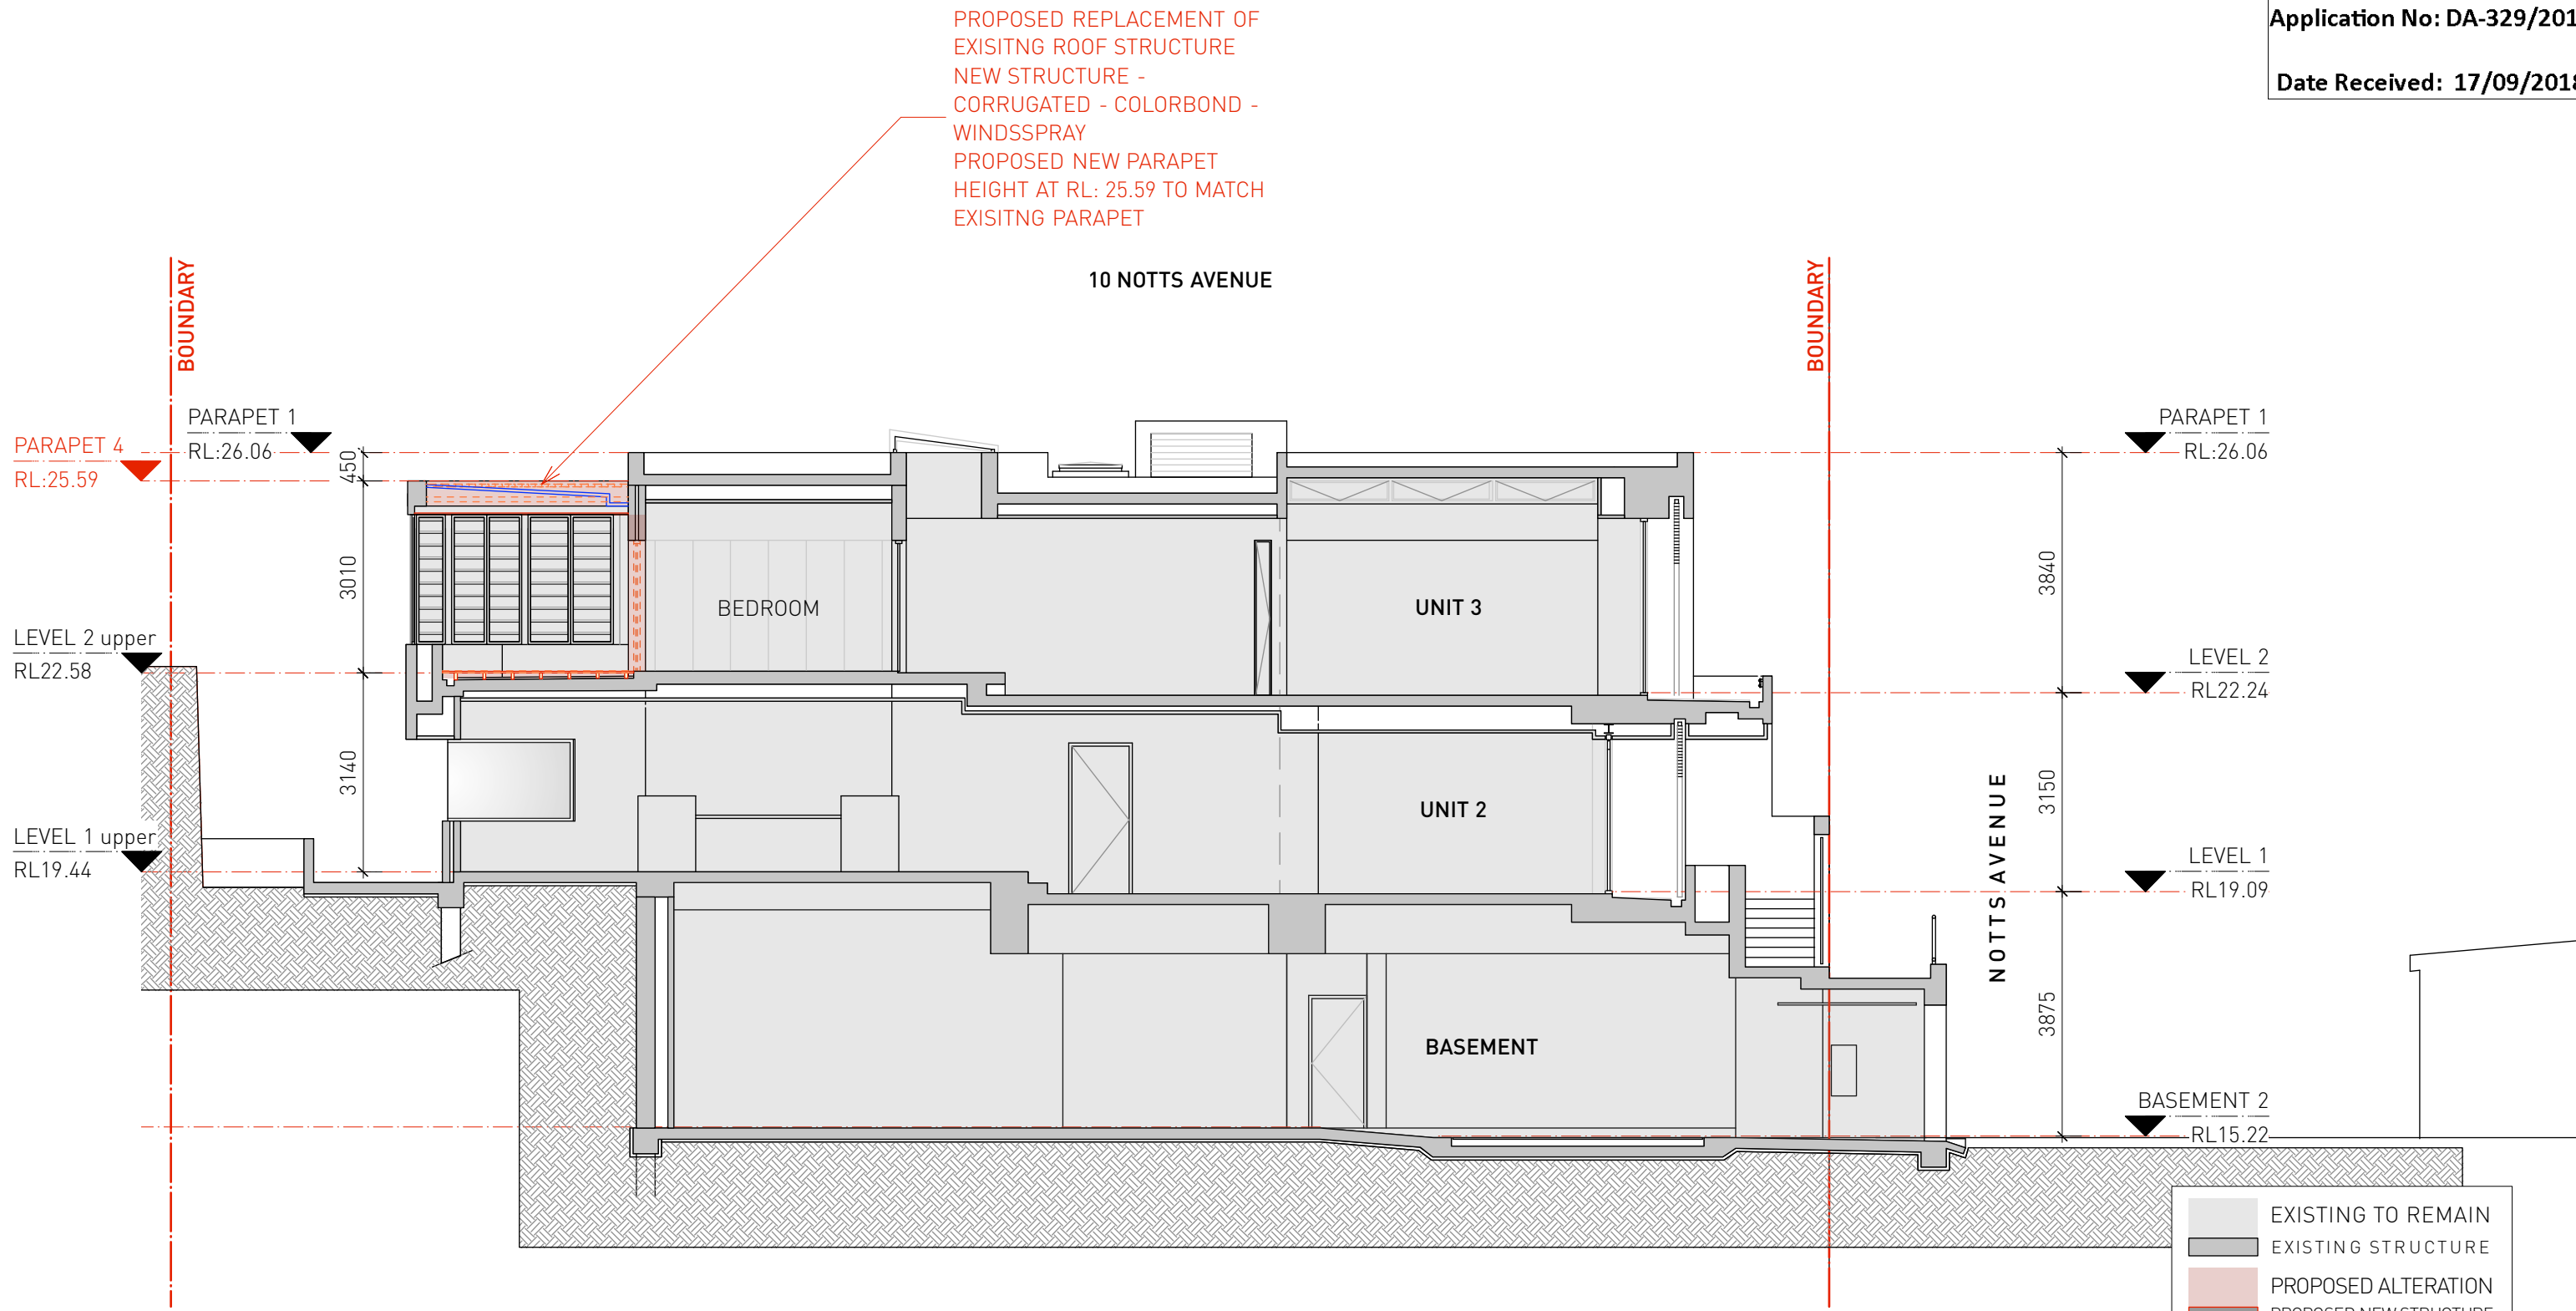 Application No: DA-329/201
Date Received: 17/09/2018
PROPOSED REPLACEMENT OF
EXISITNG ROOF STRUCTURE
NEW STRUCTURE -
CORRUGATED - COLORBOND -
WINDSSPRAY
PROPOSED NEW PARAPET
HEIGHT AT RL: 25.59 TO MATCH
EXISITNG PARAPET
10 NOTTS AVENUE
BOUNDARY
BOUNDARY
PARAPET 1
RL:26.06
PARAPET 4
RL:25.59
450
3010
LEVEL 2 upper
RL22.58
3140
LEVEL 1 upper
RL19.44
BEDROOM
UNIT 3
UNIT 2
BASEMENT
NOTTS AVENUE
PARAPET 1
RL:26.06
3840
LEVEL 2
RL22.24
3150
LEVEL 1
RL19.09
3875
BASEMENT 2
RL15.22
EXISTING TO REMAIN
EXISTING STRUCTURE
PROPOSED ALTERATION
PROPOSED NEW STRUCTURE